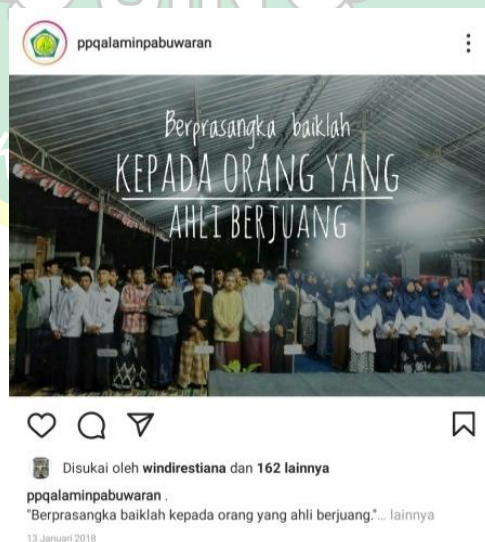 ppqalaminpabuwaran
Berprasangka baiklah
KEPADA ORANG YANG
AHLI BERJUANG
Disukai oleh windirestiana dan 162 lainnya
ppqalaminpabuwaran .
"Berprasangka baiklah kepada orang yang ahli berjuang."... lainnya
13 Januari 2018